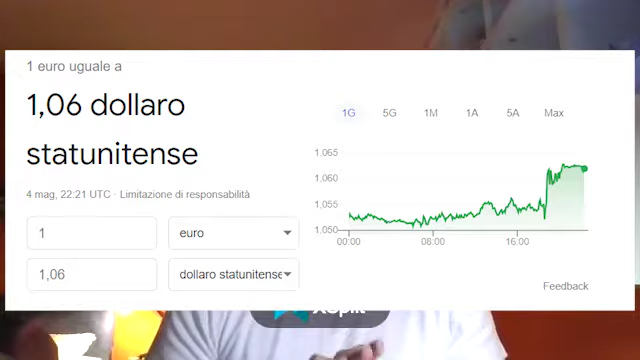 1 euro uguale a
1,06 dollaro
statunitense
4 mag, 22:21 UTC · Limitazione di responsabilità
1
euro
1,06
dollaro statunitense
1G
5G
1M
1A
5A
Max
1.065
1.060
1.055
1.050
00:00
08:00
16:00
Feedback
XSplit